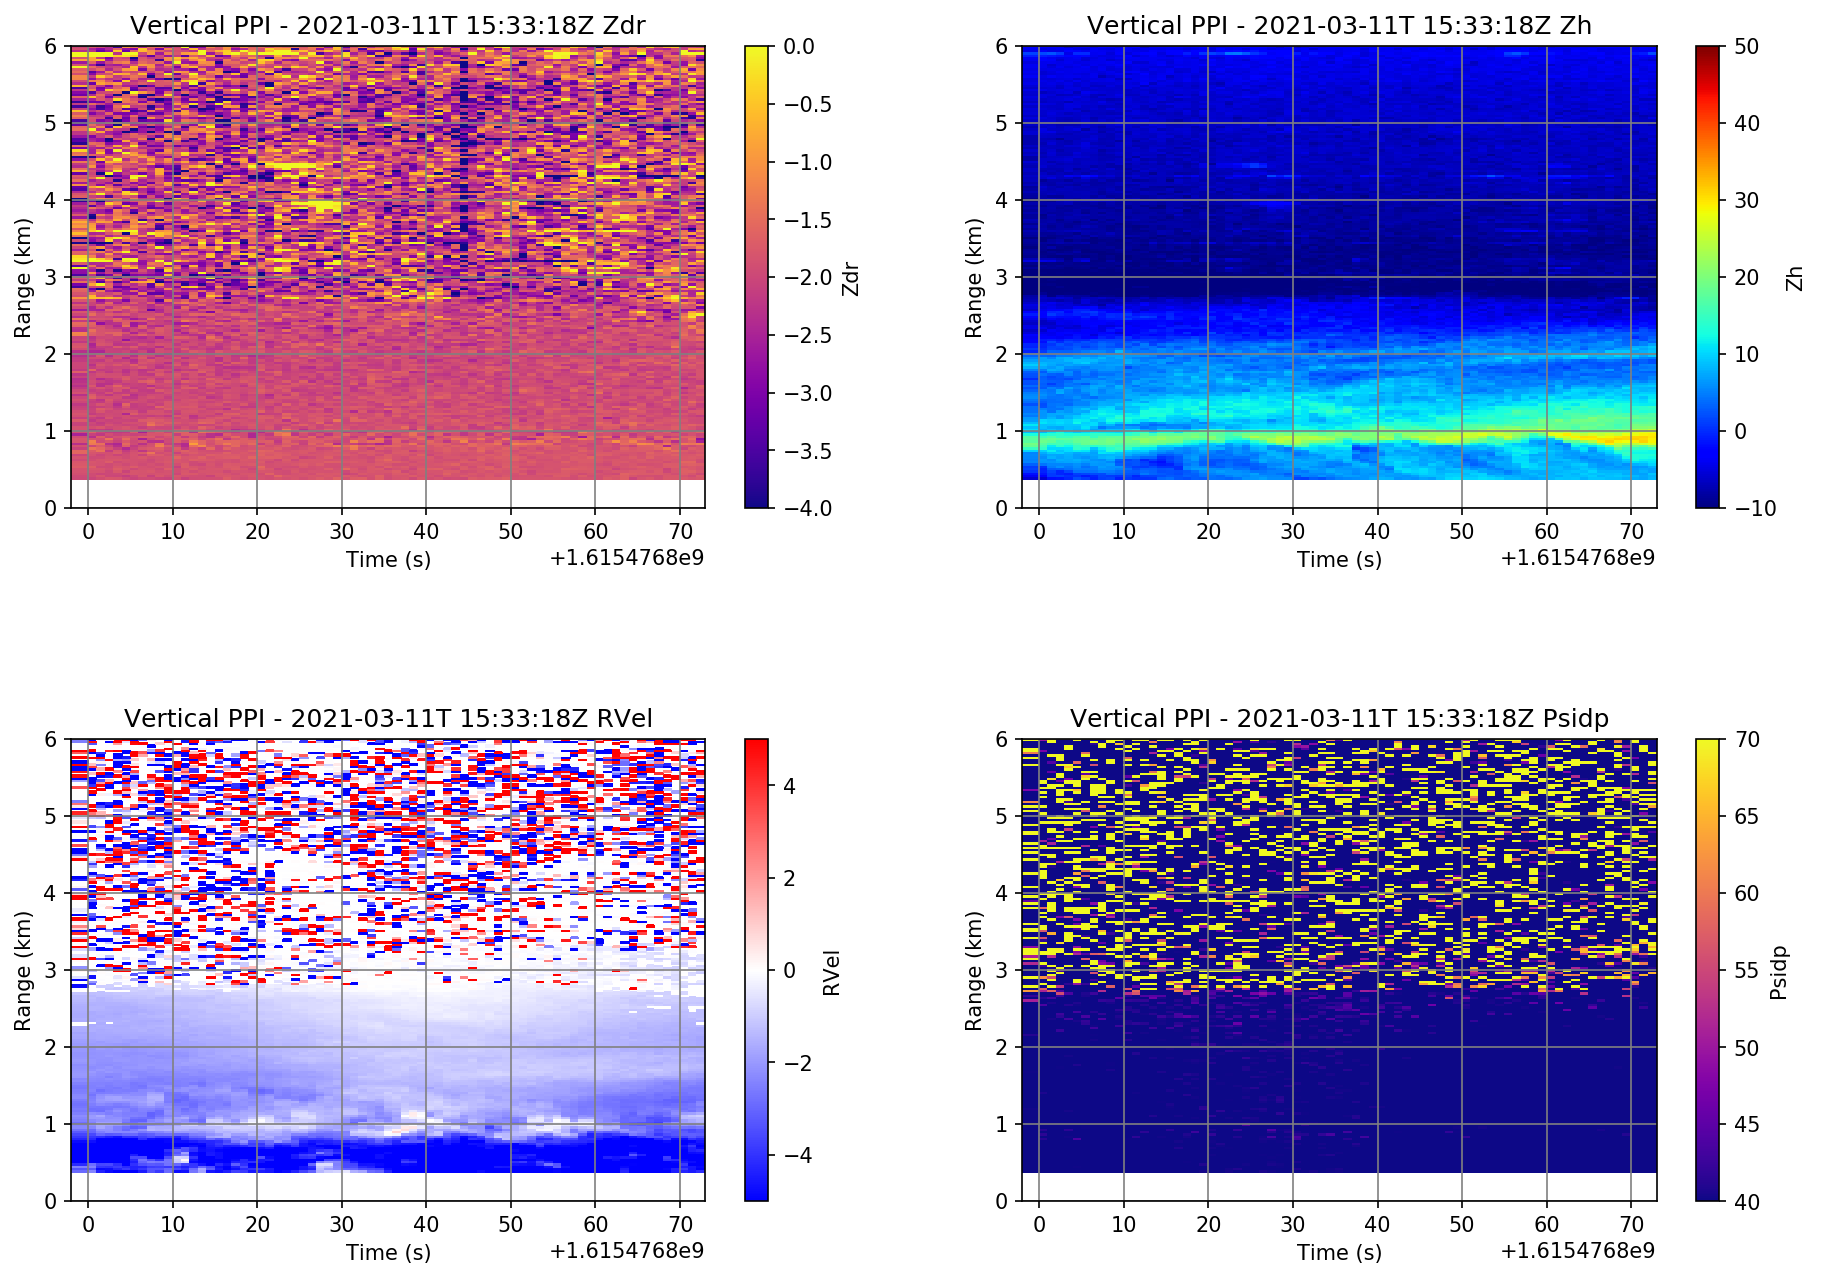 Vertical PPI - 2021-03-11T 15:33:18Z Zdr
6
5
4
3
2
1
0
Range (km)
0 10 20 30 40 50 60 70
Time (s)
+1.6154768e9
0.0
−0.5
−1.0
−1.5
−2.0
−2.5
−3.0
−3.5
−4.0
Zdr
Vertical PPI - 2021-03-11T 15:33:18Z Zh
6
5
4
3
2
1
0
Range (km)
0 10 20 30 40 50 60 70
Time (s)
+1.6154768e9
50
40
30
20
10
0
−10
Zh
Vertical PPI - 2021-03-11T 15:33:18Z RVel
6
5
4
3
2
1
0
Range (km)
0 10 20 30 40 50 60 70
Time (s)
+1.6154768e9
4
2
0
−2
−4
RVel
Vertical PPI - 2021-03-11T 15:33:18Z Psidp
6
5
4
3
2
1
0
Range (km)
0 10 20 30 40 50 60 70
Time (s)
+1.6154768e9
70
65
60
55
50
45
40
Psidp